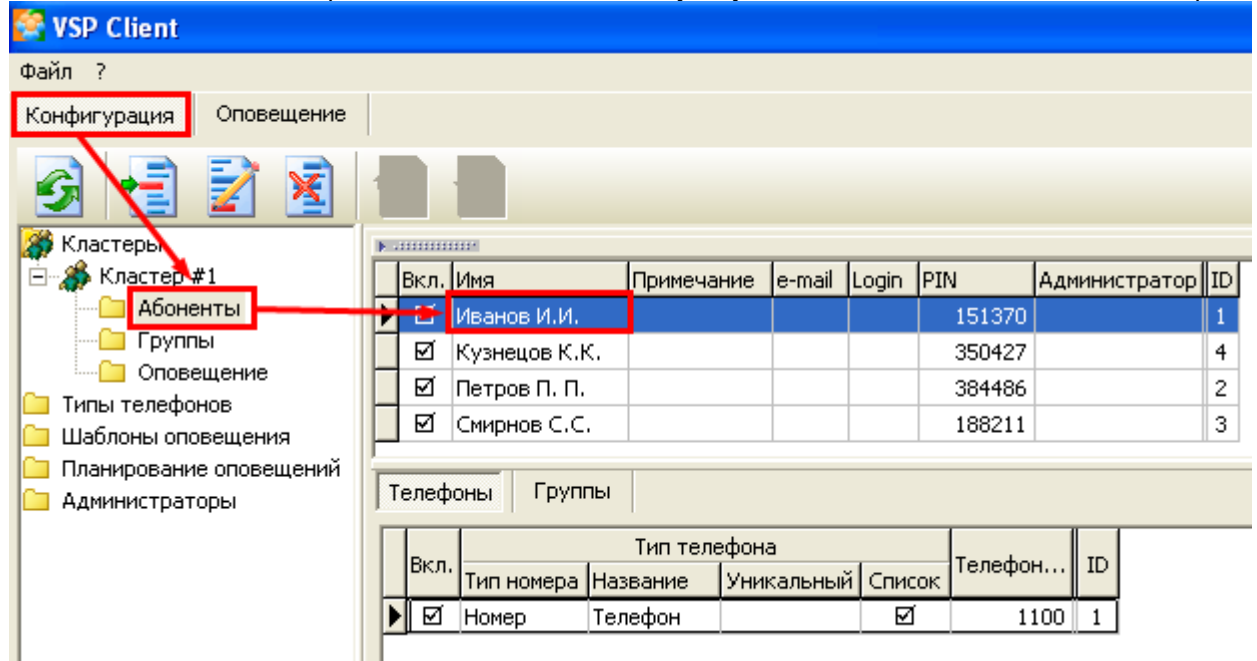 VSP Client
Файл ?
Конфигурация Оповещение
Кластеры
Кластер #1
Абоненты
Группы
Оповещение
Типы телефонов
Шаблоны оповещения
Планирование оповещений
Администраторы
Вкл. Имя Примечание e-mail Login PIN Администратор ID
Иванов И.И. 151370 1
Кузнецов К.К. 350427 4
Петров П. П. 384486 2
Смирнов С.С. 188211 3
Телефоны Группы
Вкл. Тип телефона Телефон... ID
Тип номера Название Уникальный Список
Номер Телефон 1100 1